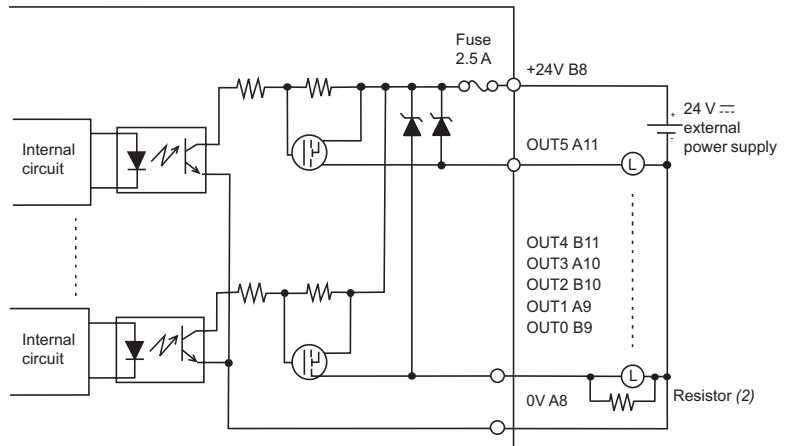 Fuse
2.5 A
+24V B8
+
24 V ⎓
-
external
power supply
Internal
circuit
OUT5 A11
L
OUT4 B11
OUT3 A10
OUT2 B10
OUT1 A9
OUT0 B9
Internal
circuit
L
0V A8
Resistor (2)